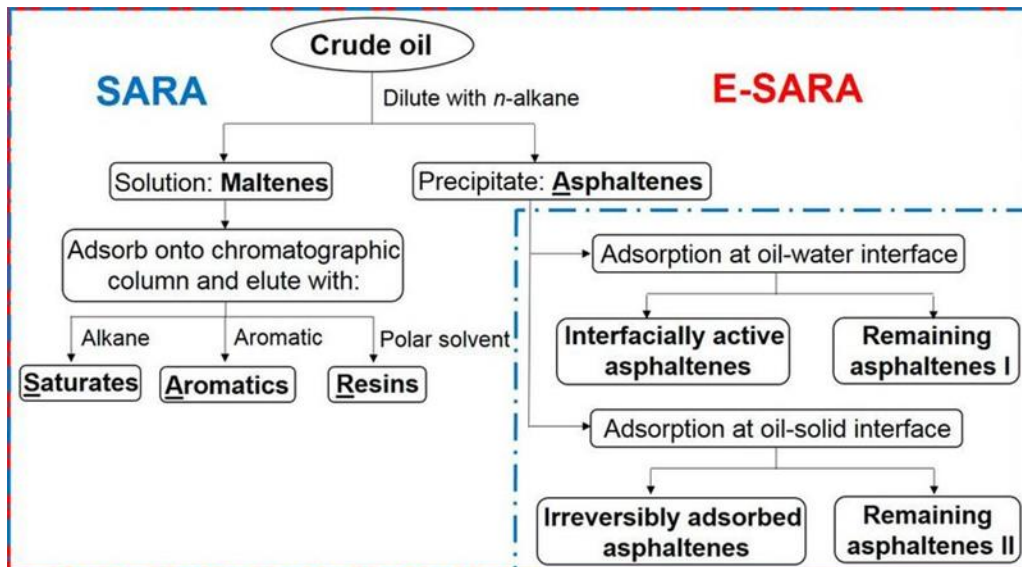 Crude oil
SARA
E-SARA
Dilute with n-alkane
Solution: Maltenes
Precipitate: Asphaltenes
Adsorb onto chromatographic
column and elute with:
Adsorption at oil-water interface
Alkane
Aromatic
Polar solvent
Interfacially active
asphaltenes
Remaining
asphaltenes I
Saturates
Aromatics
Resins
Adsorption at oil-solid interface
Irreversibly adsorbed
asphaltenes
Remaining
asphaltenes II